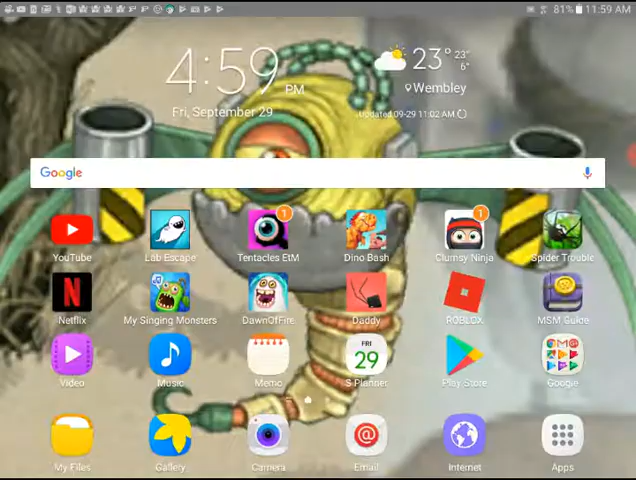 81% 11:59 AM
4:59 PM
Fri, September 29
23° 23° 6°
Wembley
Updated 09-29 11:02 AM
Google
1 1
YouTube Lab Escape Tentacles EtM Dino Bash Clumsy Ninja Spider Trouble
Netflix My Singing Monsters DawnOfFire Daddy ROBLOX MSM Guide
FRI
29
Video Music Memo S Planner Play Store Google
My Files Gallery Camera Email Internet Apps